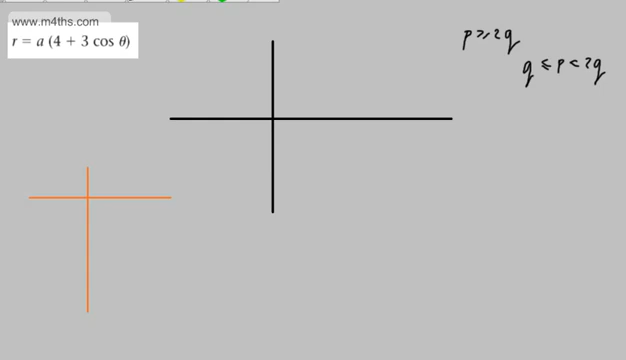 www.m4ths.com
r = a (4 + 3 cos θ)
p ≥ 2q
q ≤ p < 2q